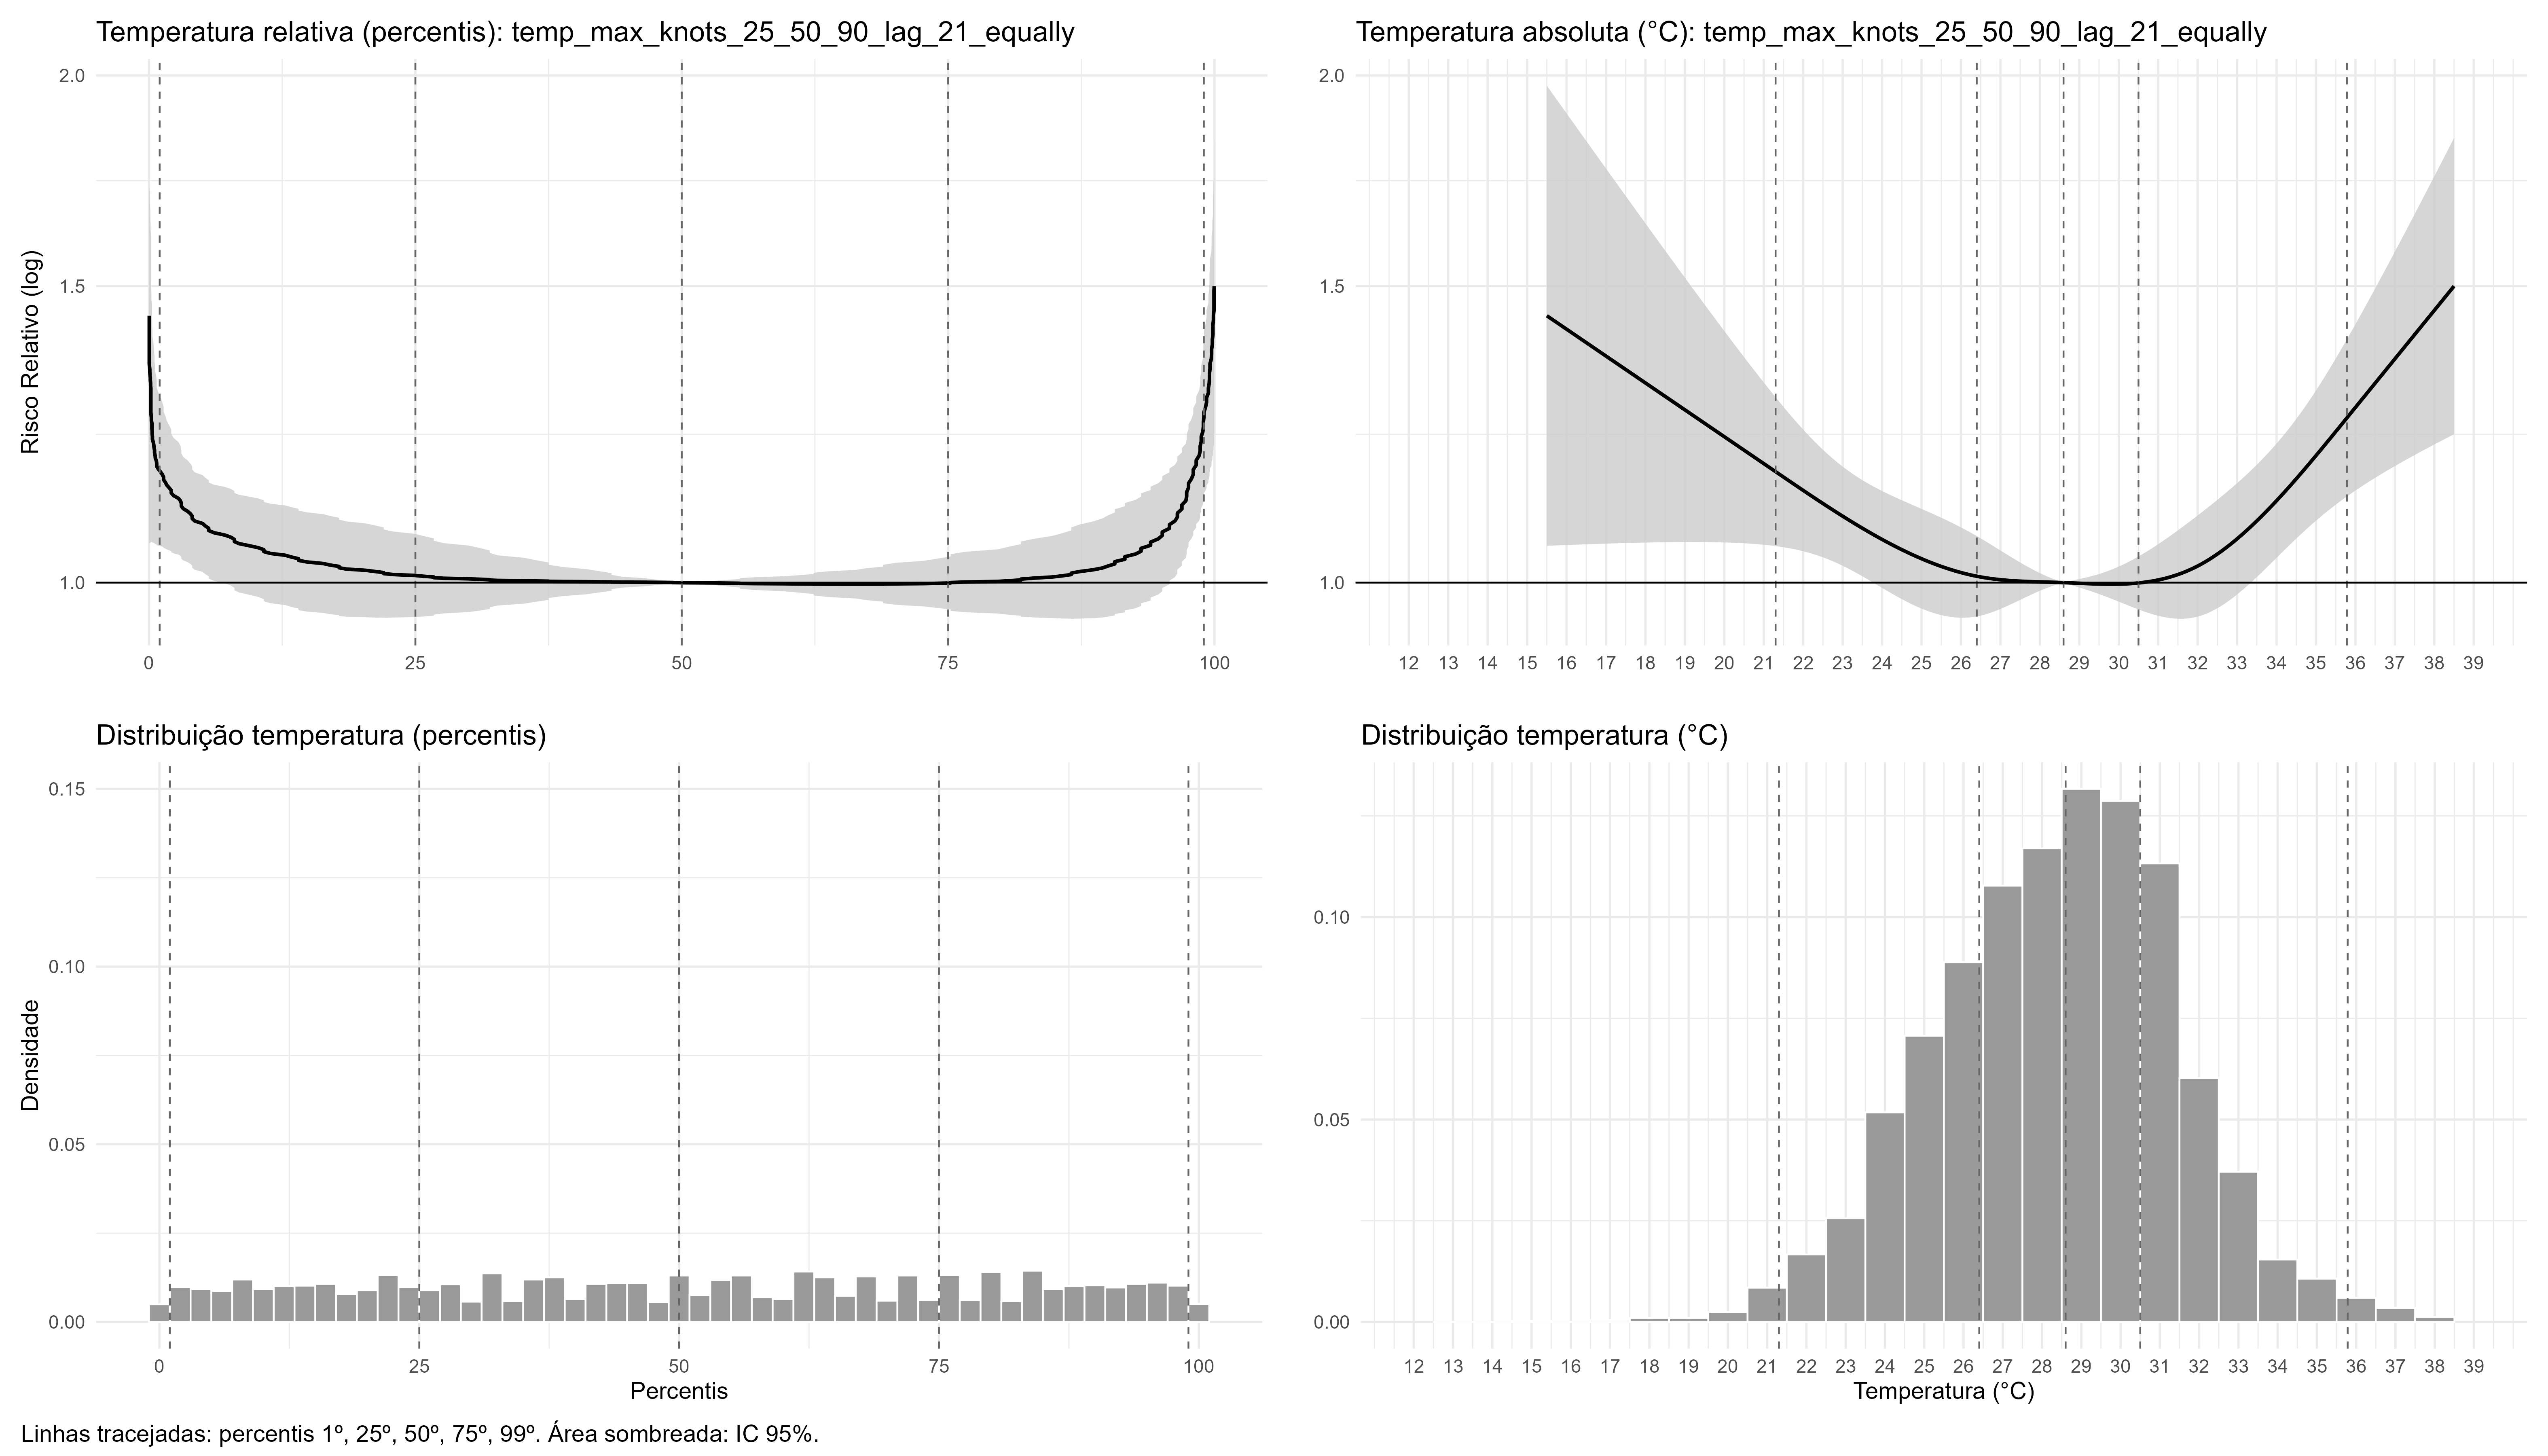 Temperatura relativa (percentis): temp_max_knots_25_50_90_lag_21_equally
2.0
1.5
1.0
Risco Relativo (log)
0 25 50 75 100
Temperatura absoluta (°C): temp_max_knots_25_50_90_lag_21_equally
2.0
1.5
1.0
12 13 14 15 16 17 18 19 20 21 22 23 24 25 26 27 28 29 30 31 32 33 34 35 36 37 38 39
Distribuição temperatura (percentis)
0.15
0.10
0.05
0.00
Densidade
0 25 50 75 100
Percentis
Distribuição temperatura (°C)
0.10
0.05
0.00
12 13 14 15 16 17 18 19 20 21 22 23 24 25 26 27 28 29 30 31 32 33 34 35 36 37 38 39
Temperatura (°C)
Linhas tracejadas: percentis 1º, 25º, 50º, 75º, 99º. Área sombreada: IC 95%.